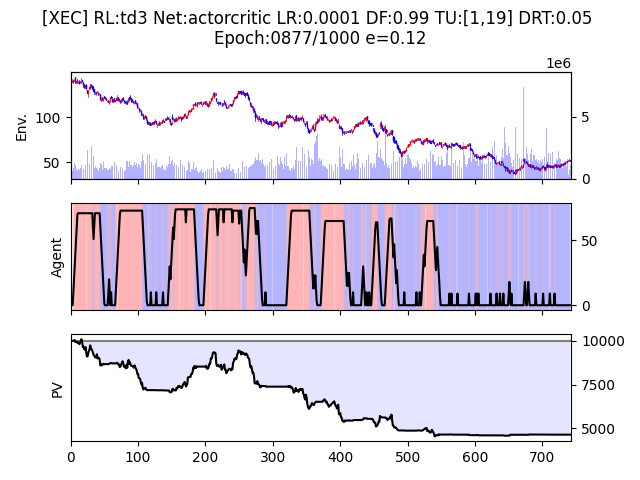 [XEC] RL:td3 Net:actorcritic LR:0.0001 DF:0.99 TU:[1,19] DRT:0.05
Epoch:0877/1000 e=0.12
1e6
Env.
100
50
5
0
Agent
50
0
PV
10000
7500
5000
0 100 200 300 400 500 600 700